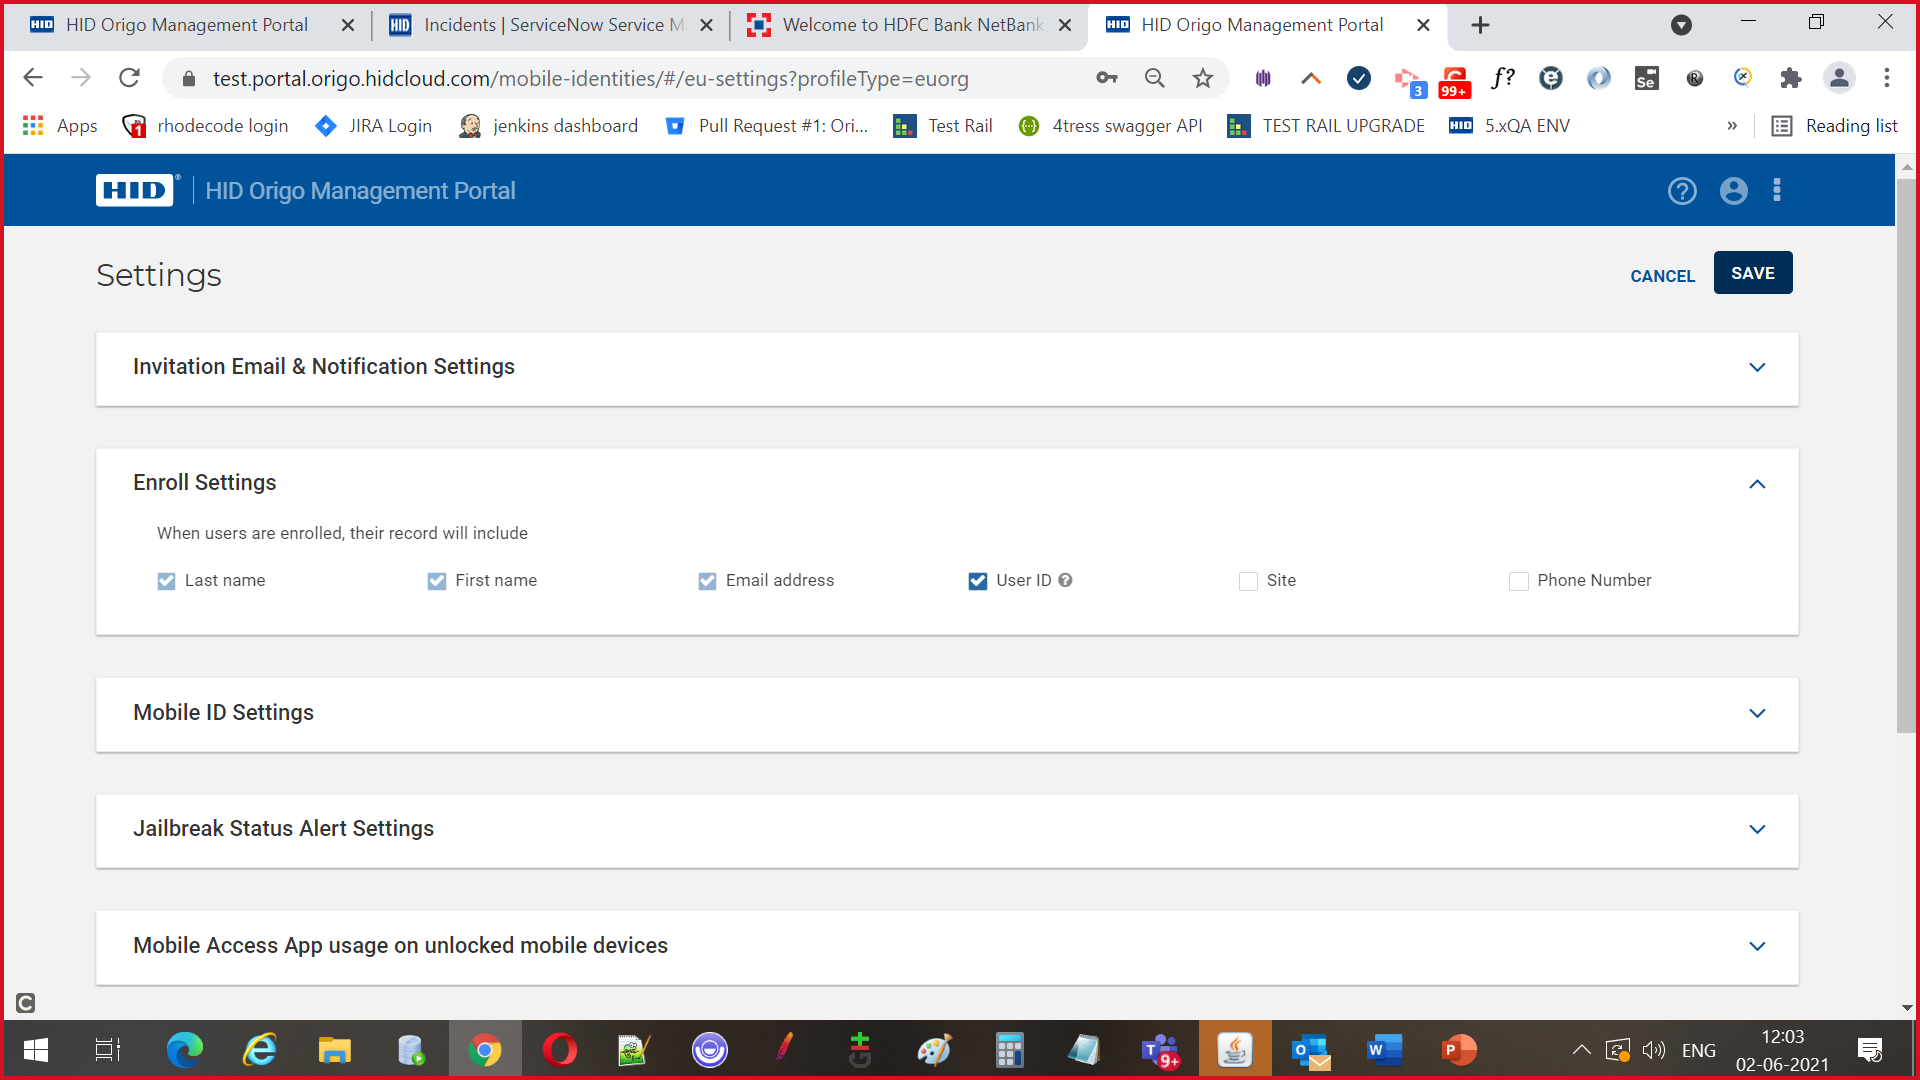 HID Origo Management Portal
Incidents | ServiceNow Service M
Welcome to HDFC Bank NetBank
HID Origo Management Portal
test.portal.origo.hidcloud.com/mobile-identities/#/eu-settings?profileType=euorg
3
99+
f?
Se
R
Apps
1
rhodecode login
JIRA Login
jenkins dashboard
Pull Request #1: Ori...
Test Rail
4tress swagger API
TEST RAIL UPGRADE
HID
5.xQA ENV
»
Reading list
HID
HID Origo Management Portal
Settings
CANCEL
SAVE
Invitation Email & Notification Settings
Enroll Settings
When users are enrolled, their record will include
Last name
First name
Email address
User ID
Site
Phone Number
Mobile ID Settings
Jailbreak Status Alert Settings
Mobile Access App usage on unlocked mobile devices
C
9+
ENG
12:03
02-06-2021